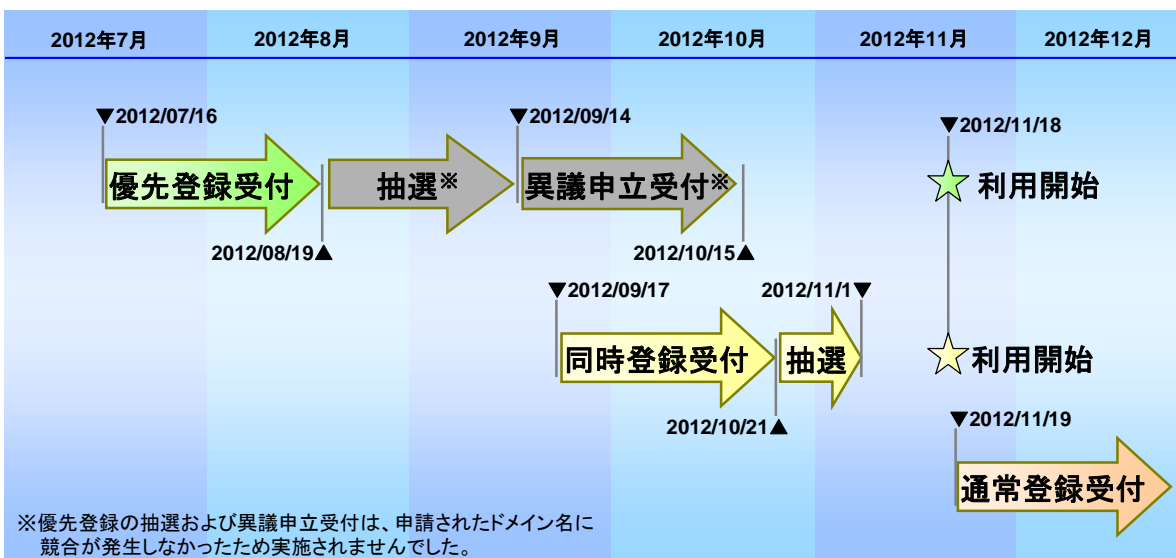 2012年7月 2012年8月 2012年9月 2012年10月 2012年11月 2012年12月
▼2012/07/16 ▼2012/09/14 ▼2012/11/18
優先登録受付 抽選※ 異議申立受付※ 利用開始
2012/08/19▲ 2012/10/15▲
▼2012/09/17 2012/11/1▼
同時登録受付 抽選 利用開始
2012/10/21▲ ▼2012/11/19
通常登録受付
※優先登録の抽選および異議申立受付は、申請されたドメイン名に
競合が発生しなかったため実施されませんでした。